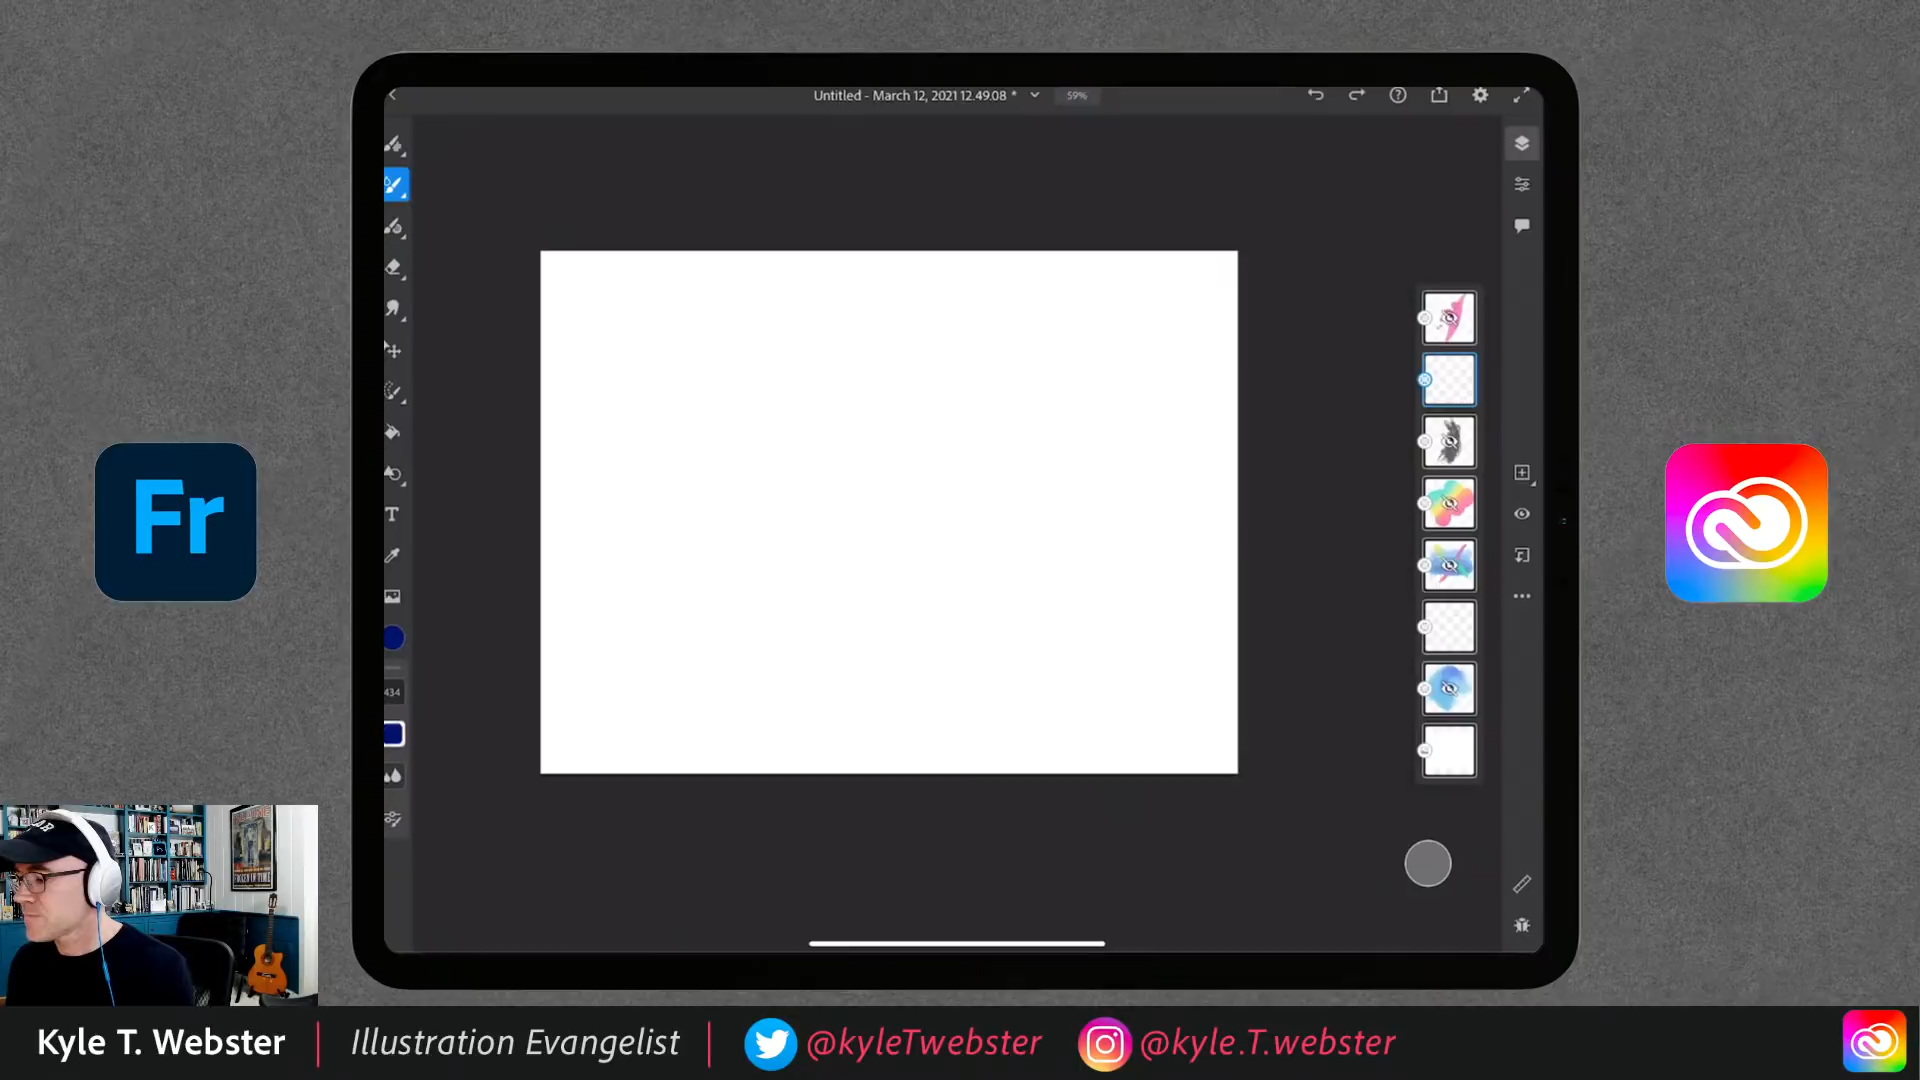 Untitled - March 12, 2021 12.49.08 *
59%
Fr
434
Kyle T. Webster
Illustration Evangelist
@kyleTwebster
@kyle.T.webster